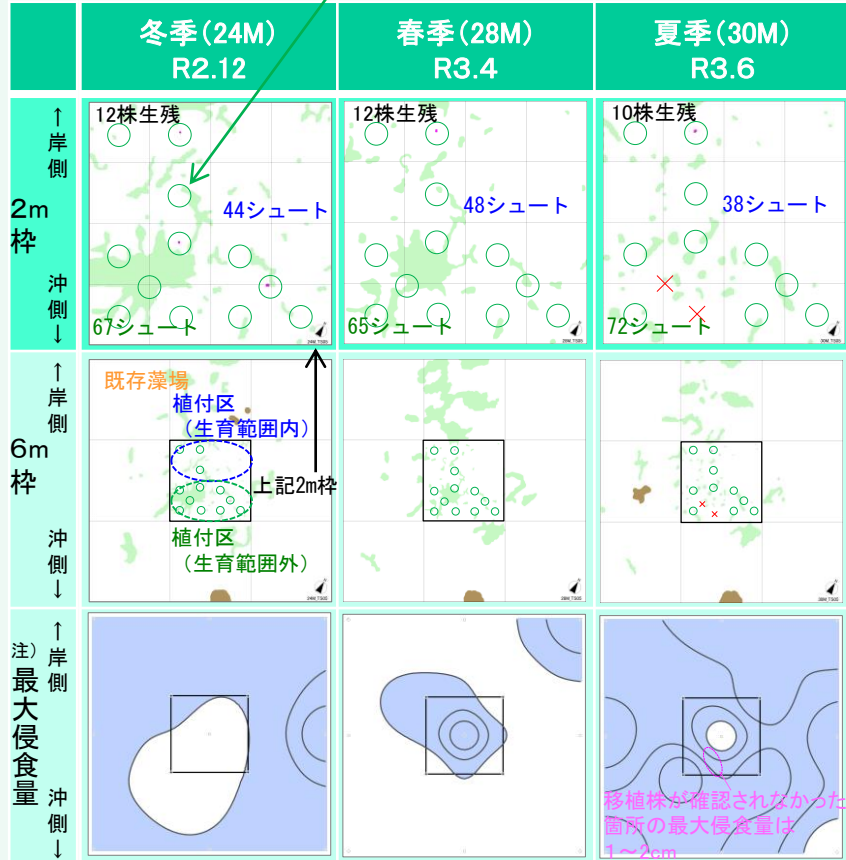 冬季(24M)
R2.12
春季(28M)
R3.4
夏季(30M)
R3.6
↑岸側
2m枠
沖側↓
12株生残
44シュート
67シュート
12株生残
48シュート
65シュート
10株生残
38シュート
72シュート
↑岸側
6m枠
沖側↓
既存藻場
植付区
(生育範囲内)
上記2m枠
植付区
(生育範囲外)
↑岸側
注)最大侵食量
沖側↓
移植株が確認されなかった
箇所の最大侵食量は
1～2cm